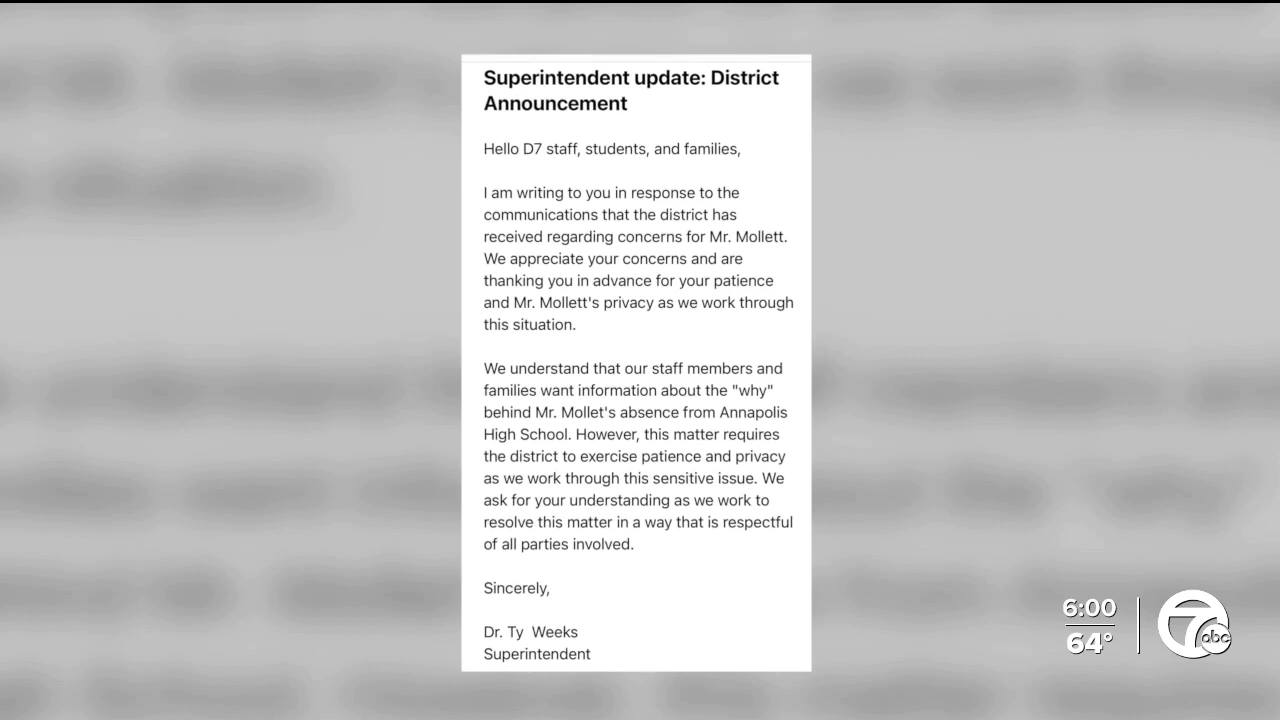 Superintendent update: District
Announcement
Hello D7 staff, students, and families,
I am writing to you in response to the
communications that the district has
received regarding concerns for Mr. Mollett.
We appreciate your concerns and are
thanking you in advance for your patience
and Mr. Mollett's privacy as we work through
this situation.
We understand that our staff members and
families want information about the "why"
behind Mr. Mollet's absence from Annapolis
High School. However, this matter requires
the district to exercise patience and privacy
as we work through this sensitive issue. We
ask for your understanding as we work to
resolve this matter in a way that is respectful
of all parties involved.
Sincerely,
Dr. Ty  Weeks
Superintendent
6:00
64°
7 abc